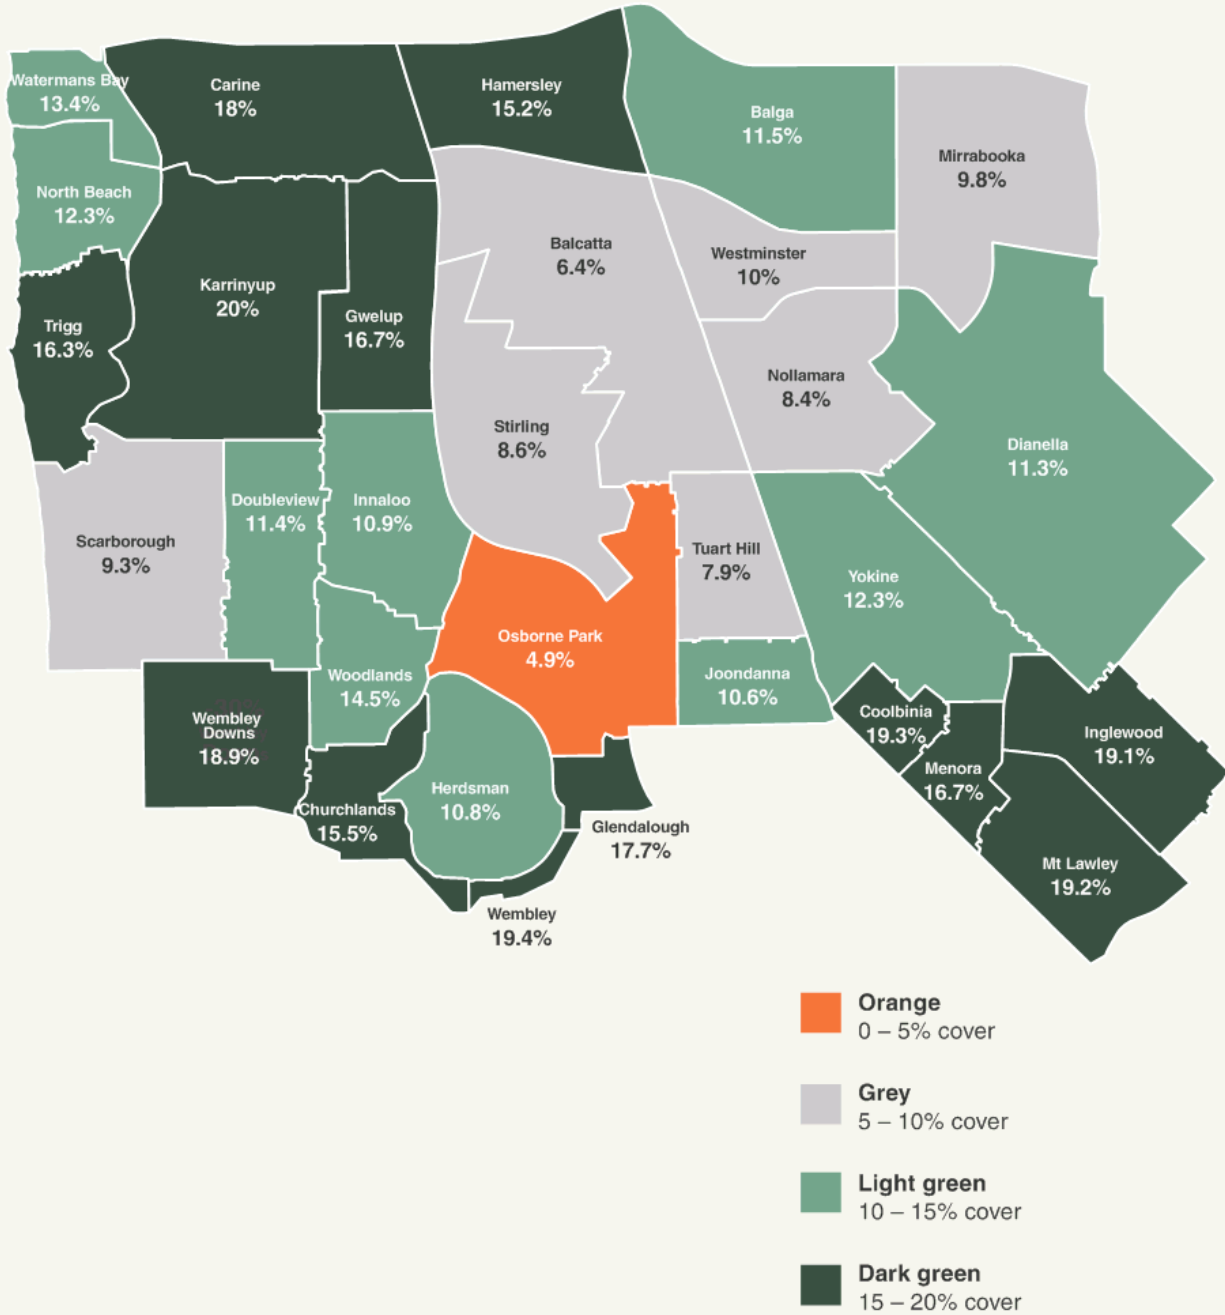 Watermans Bay
13.4%
Carine
18%
Hamersley
15.2%
Balga
11.5%
Mirrabooka
9.8%
North Beach
12.3%
Karrinyup
20%
Gwelup
16.7%
Balcatta
6.4%
Westminster
10%
Trigg
16.3%
Nollamara
8.4%
Stirling
8.6%
Dianella
11.3%
Scarborough
9.3%
Doubleview
11.4%
Innaloo
10.9%
Tuart Hill
7.9%
Yokine
12.3%
Osborne Park
4.9%
Woodlands
14.5%
Joondanna
10.6%
Wembley
Downs
18.9%
Coolbinia
19.3%
Inglewood
19.1%
Menora
16.7%
Herdsman
10.8%
Churchlands
15.5%
Glendalough
17.7%
Mt Lawley
19.2%
Wembley
19.4%
Orange
0 – 5% cover
Grey
5 – 10% cover
Light green
10 – 15% cover
Dark green
15 – 20% cover